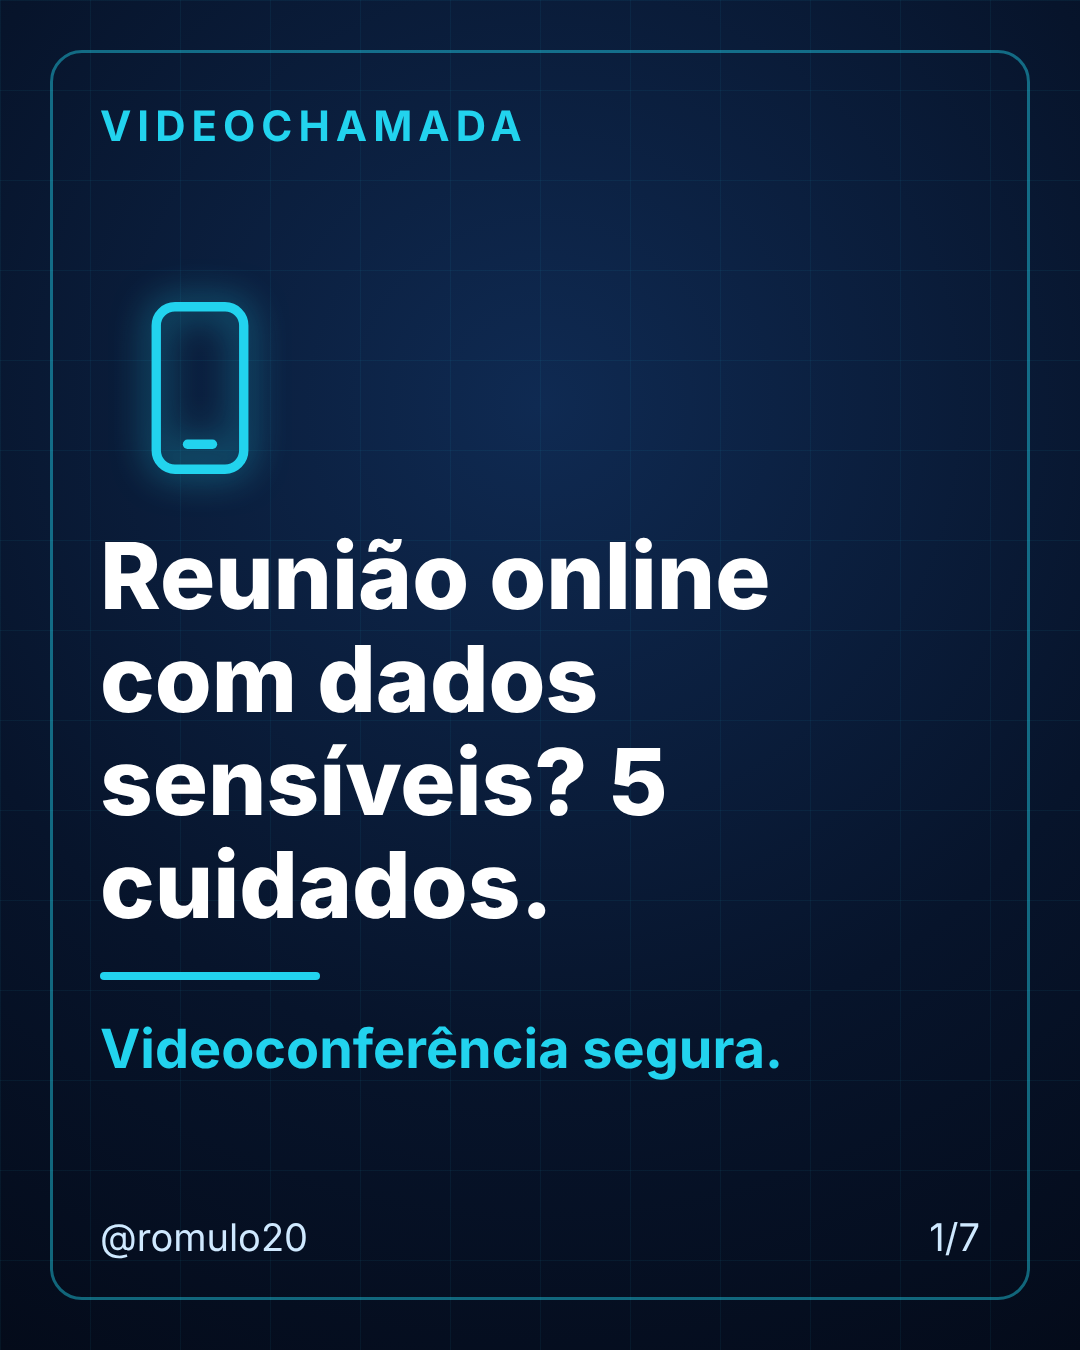 VIDEOCHAMADA
Reunião online
com dados
sensíveis? 5
cuidados.
Videoconferência segura.
@romulo20
1/7